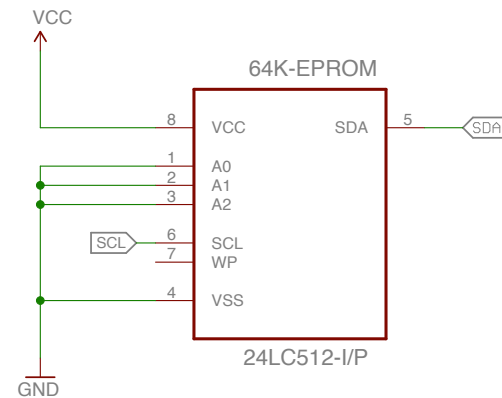 VCC
64K-EPROM
8 VCC SDA 5 SDA
1 A0
2 A1
3 A2
SCL 6 SCL
7 WP
4 VSS
24LC512-I/P
GND